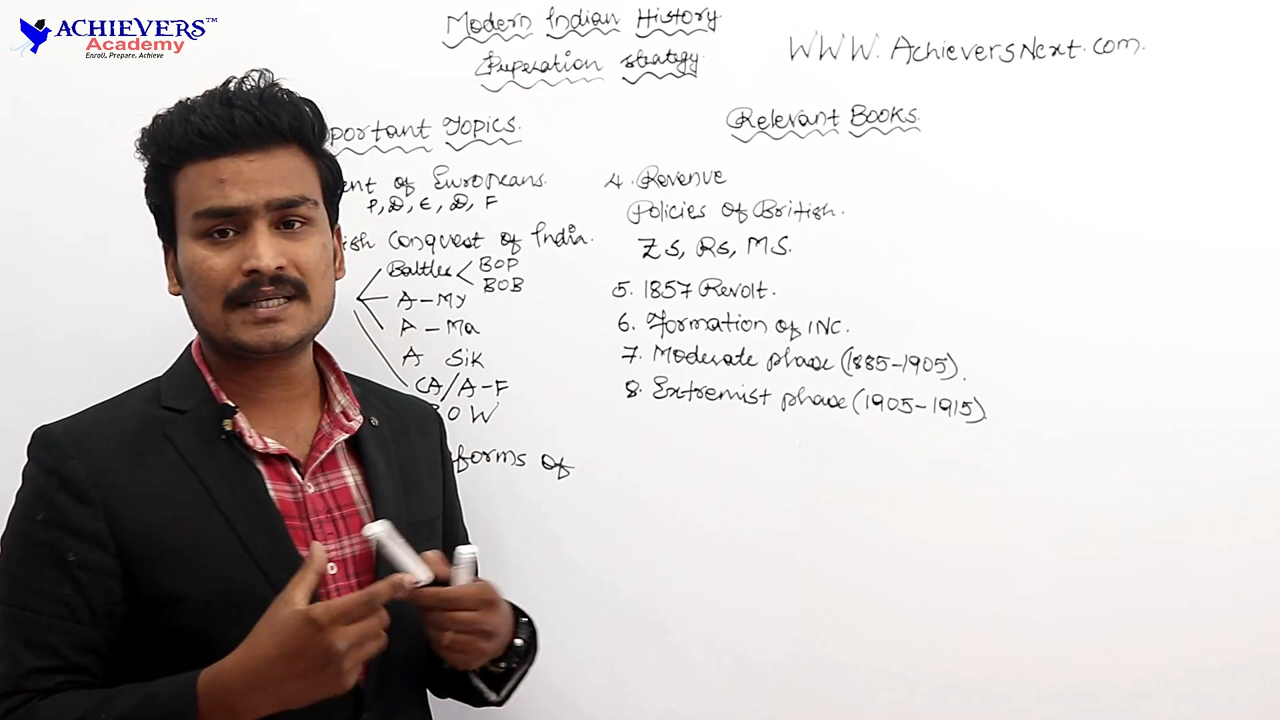 ACHIEVERS™
Academy
Enroll, Prepare, Achieve
Modern Indian History
Preperation strategy.
WWW.AchieversNext.com.
portant Topics.
ent of Europeans.
P, D, E, D, F
ish Conquest of India.
Battles < BOP
BOB
A-My
A-Ma
A Sik
CA/A-F
BOW
forms of
Relevant Books.
4. Revenue
Policies of British.
ZS, RS, MS.
5. 1857 Revolt.
6. Formation of INC.
7. Moderate phase (1885-1905).
8. Extremist phase (1905-1915)